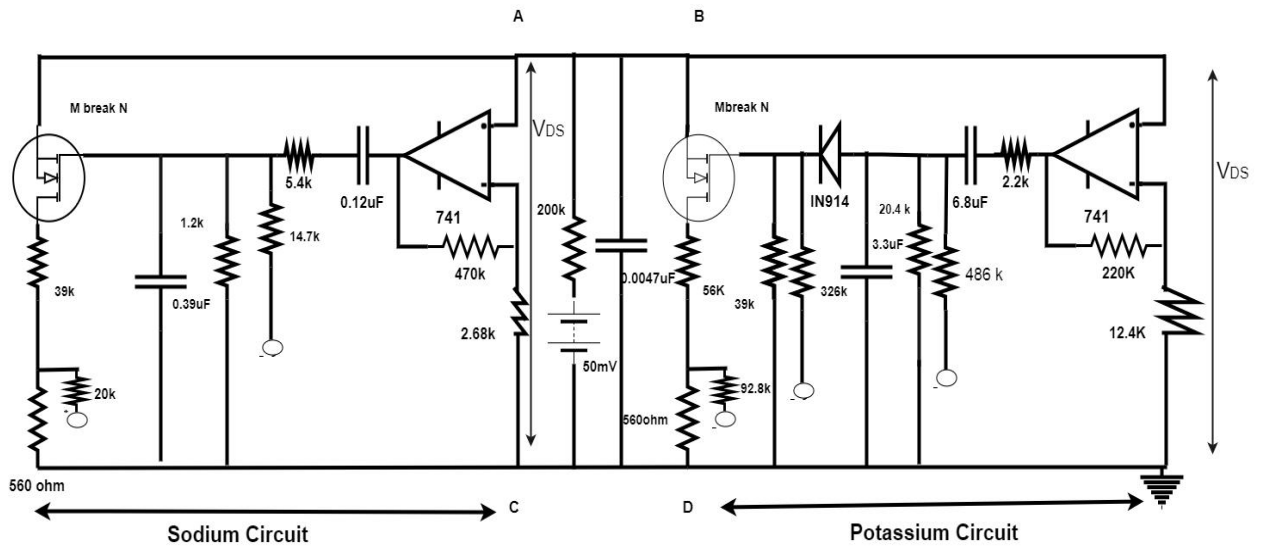 A
B
M break N
Mbreak N
VDS
VDS
5.4k
0.12uF
IN914
2.2k
6.8uF
741
741
200k
1.2k
14.7k
20.4 k
3.3uF
470k
486 k
220K
39k
0.39uF
0.0047uF
56K
39k
326k
2.68k
12.4K
50mV
20k
92.8k
560ohm
560 ohm
C
D
Sodium Circuit
Potassium Circuit